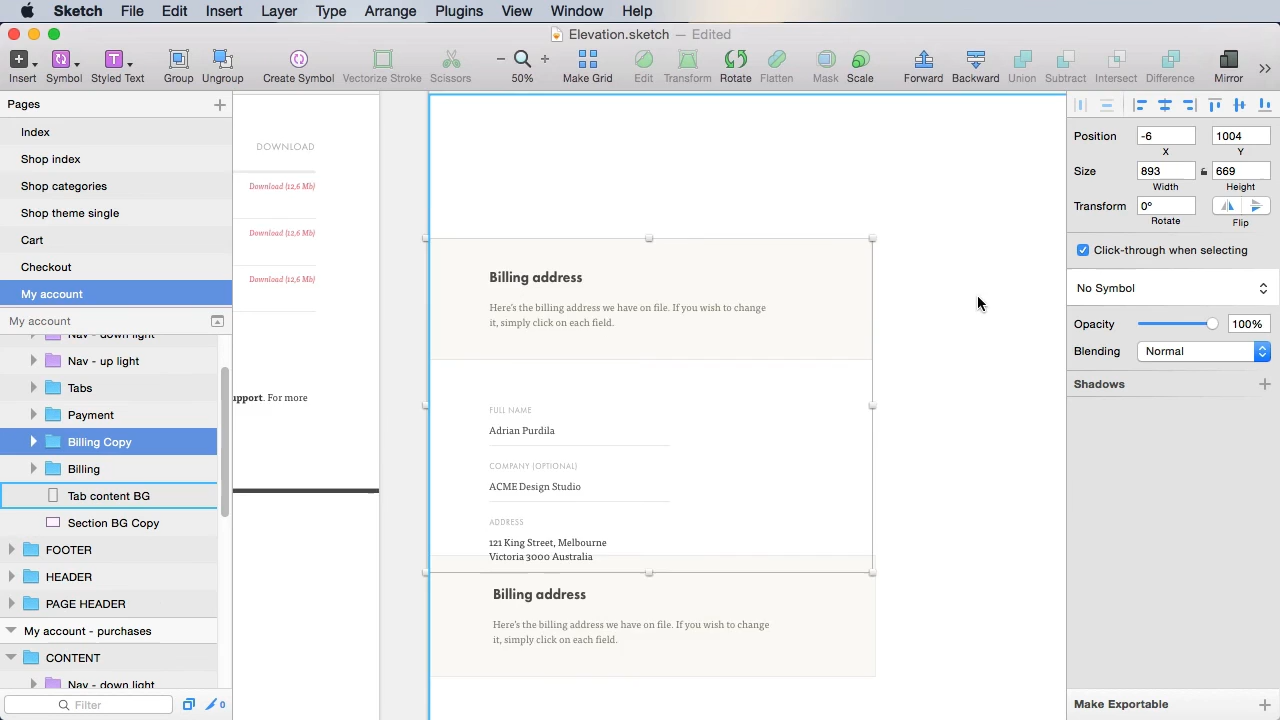 Sketch File Edit Insert Layer Type Arrange Plugins View Window Help
Elevation.sketch — Edited
Insert Symbol Styled Text Group Ungroup Create Symbol Vectorize Stroke Scissors 50% Make Grid Edit Transform Rotate Flatten Mask Scale Forward Backward Union Subtract Intersect Difference Mirror
Pages
Index
Shop index
Shop categories
Shop theme single
Cart
Checkout
My account
My account
Nav - down light
Nav - up light
Tabs
Payment
Billing Copy
Billing
Tab content BG
Section BG Copy
FOOTER
HEADER
PAGE HEADER
My account - purchases
CONTENT
Nav - down light
Filter
0
DOWNLOAD
Download (12,6 Mb)
Download (12,6 Mb)
Download (12,6 Mb)
upport. For more
Billing address
Here's the billing address we have on file. If you wish to change
it, simply click on each field.
FULL NAME
Adrian Purdila
COMPANY (OPTIONAL)
ACME Design Studio
ADDRESS
121 King Street, Melbourne
Victoria 3000 Australia
Billing address
Here's the billing address we have on file. If you wish to change
it, simply click on each field.
Position -6 1004
X Y
Size 893 669
Width Height
Transform 0°
Rotate Flip
Click-through when selecting
No Symbol
Opacity 100%
Blending Normal
Shadows
Make Exportable